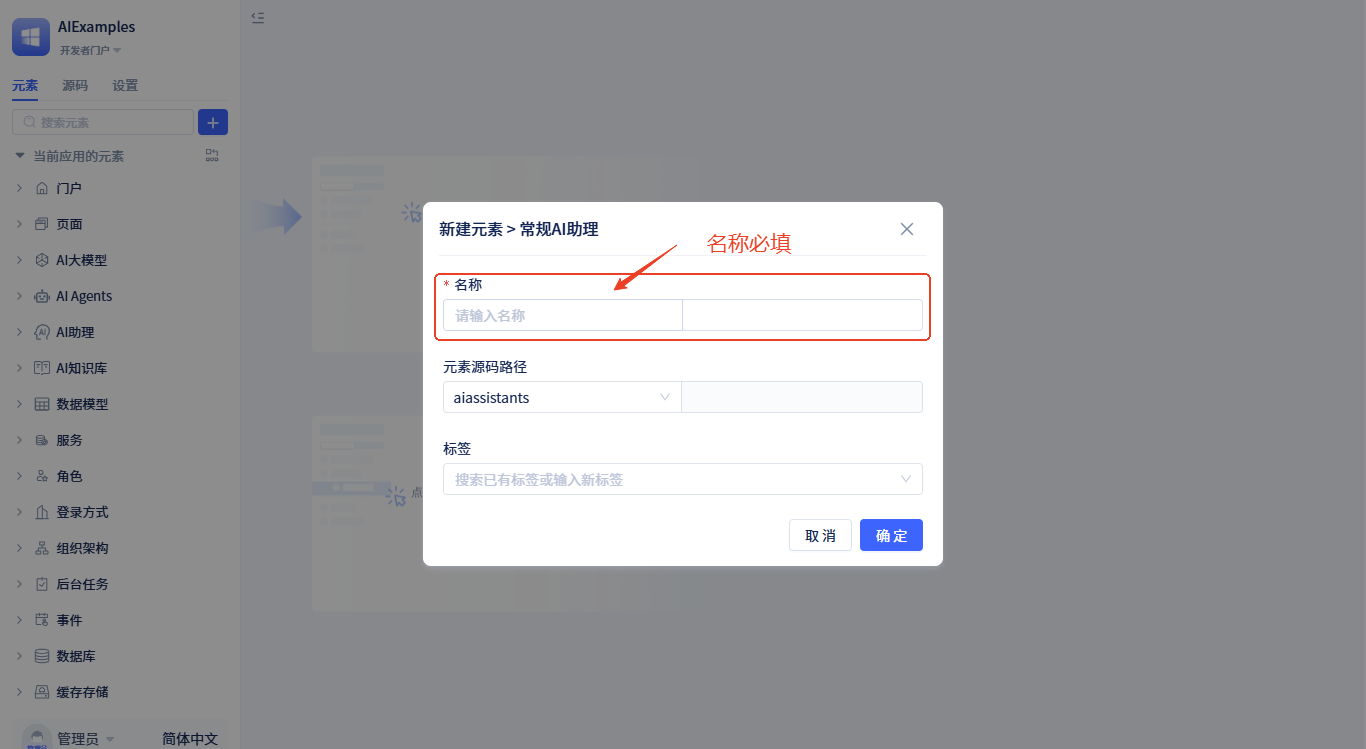 AIExamples
开发者门户
元素 源码 设置
搜索元素
当前应用的元素
门户
页面
AI大模型
AI Agents
AI助理
AI知识库
数据模型
服务
角色
登录方式
组织架构
后台任务
事件
数据库
缓存存储
管理员 简体中文
点
新建元素 > 常规AI助理
名称必填
* 名称
请输入名称
元素源码路径
aiassistants
标签
搜索已有标签或输入新标签
取消 确定